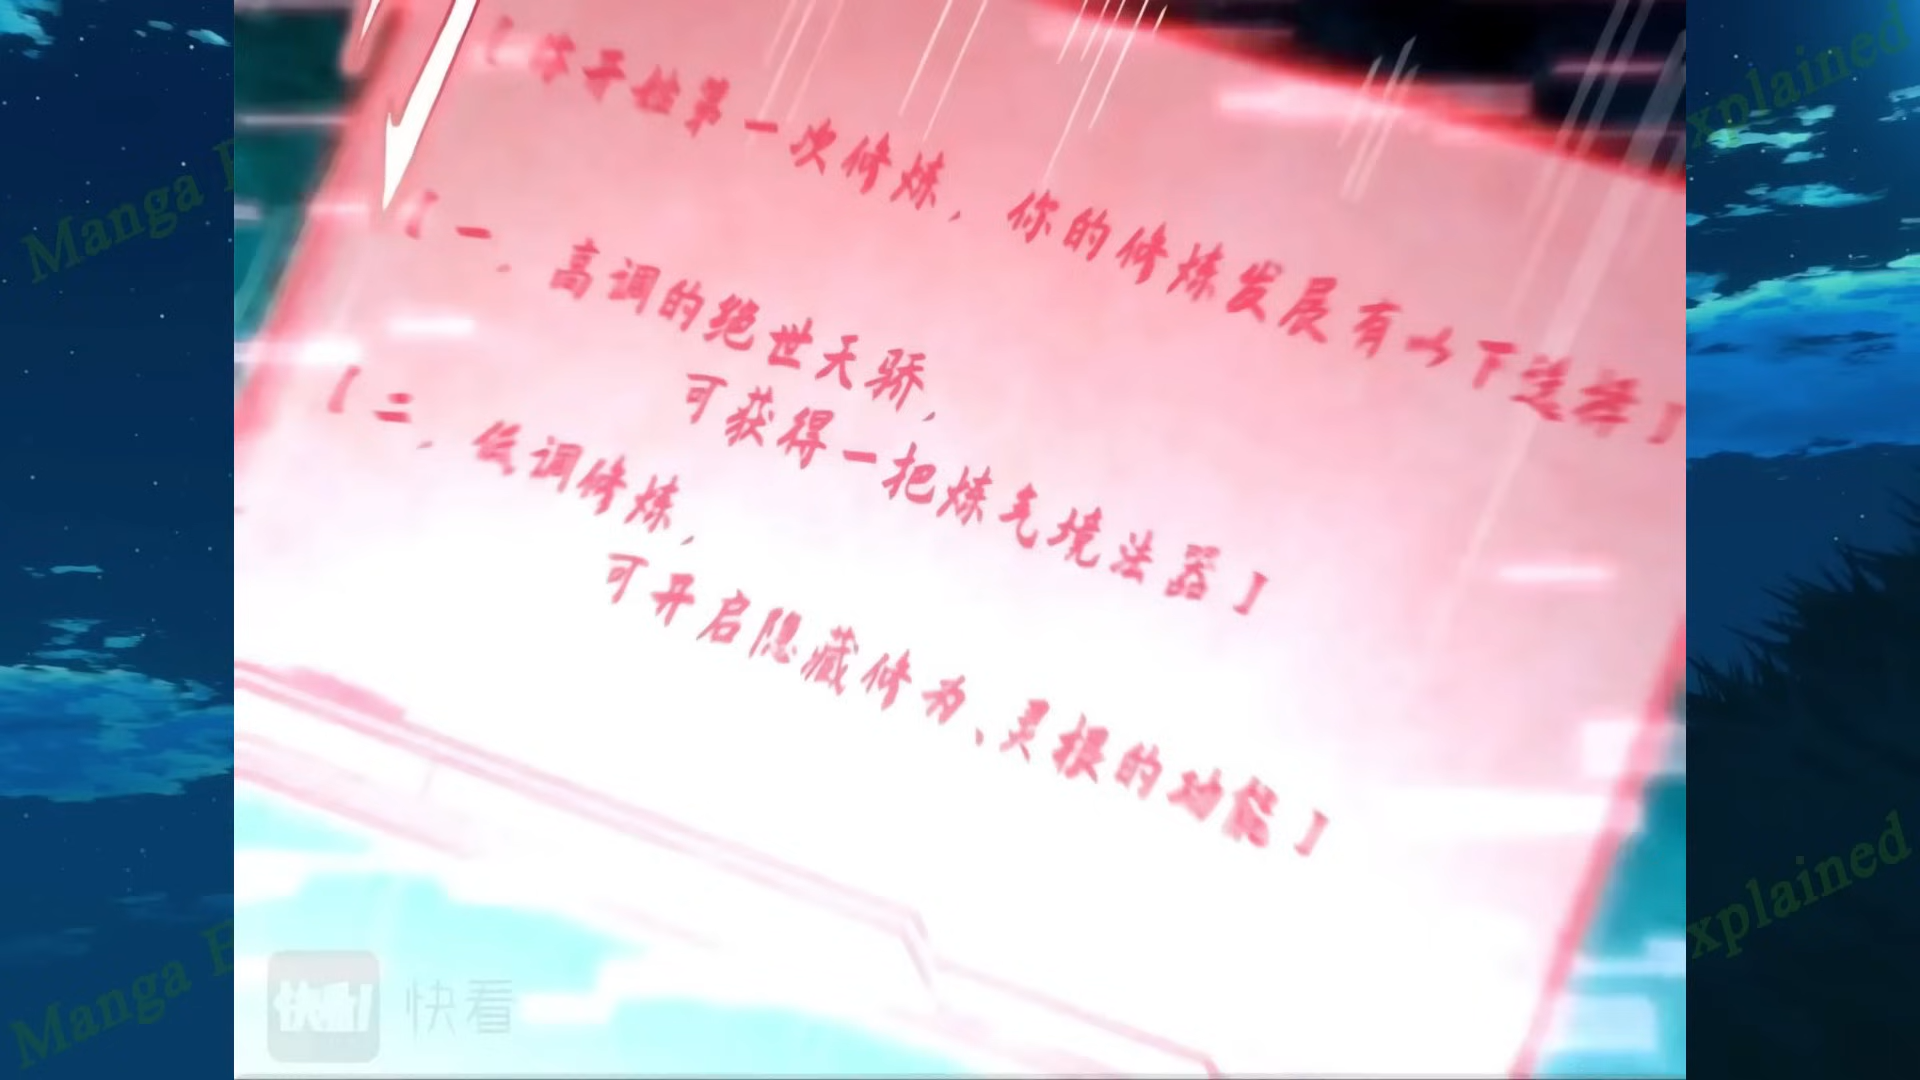 【你开始第一次修炼，你的修炼发展有以下选择】
【一，高调的绝世天骄，
可获得一把炼气境法器】
【二，低调修炼，
可开启隐藏修为、灵根的功能】
快看!
快看
Manga E
xplained
Manga E
xplained